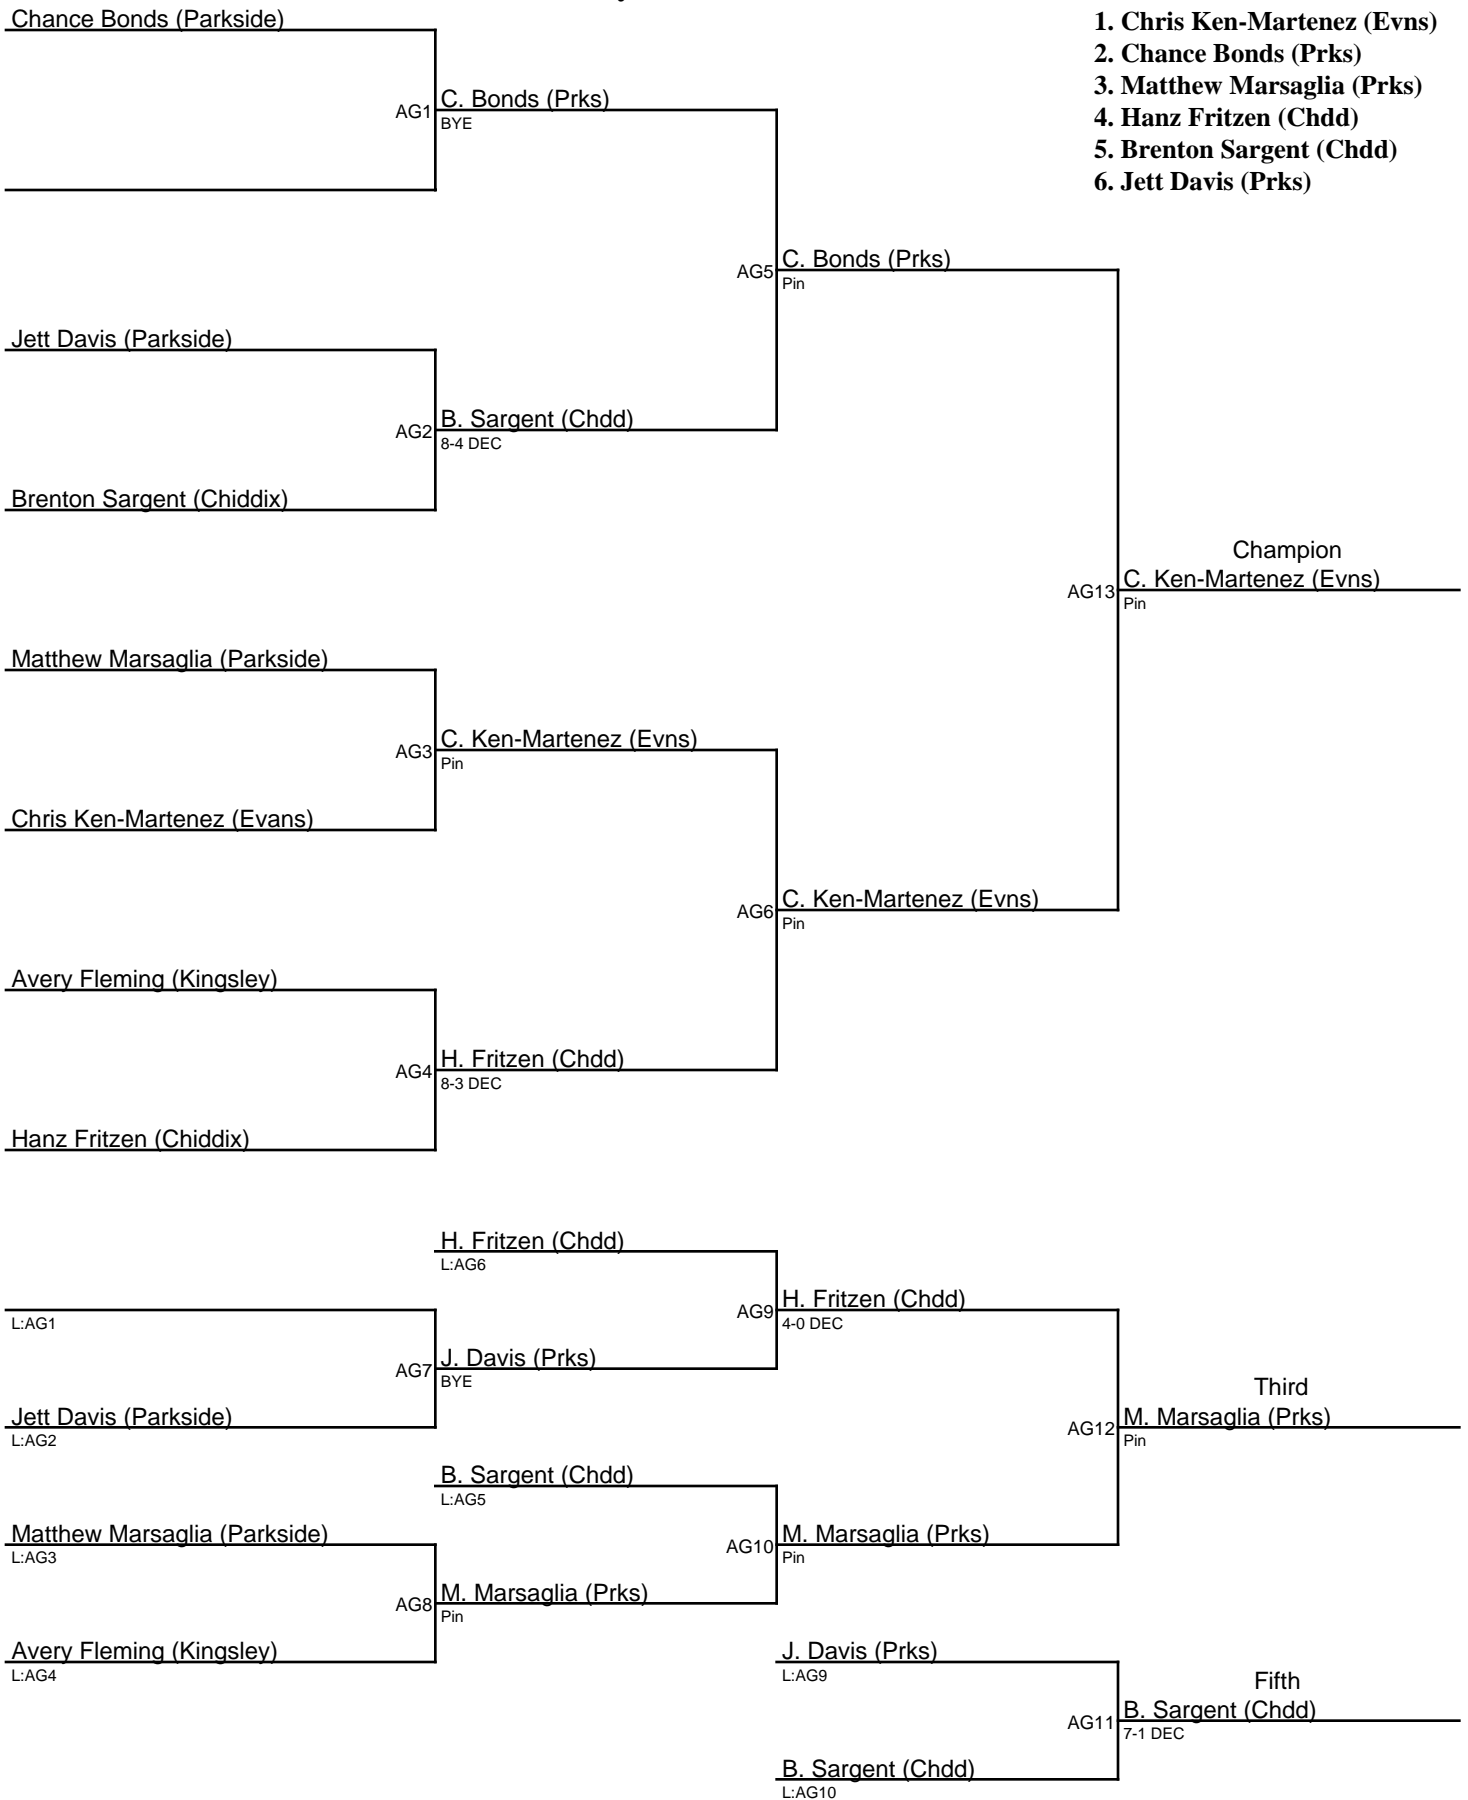 Chance Bonds (Parkside)
1. Chris Ken-Martenez (Evns)
2. Chance Bonds (Prks)
3. Matthew Marsaglia (Prks)
4. Hanz Fritzen (Chdd)
5. Brenton Sargent (Chdd)
6. Jett Davis (Prks)
AG1
C. Bonds (Prks)
BYE
AG5
C. Bonds (Prks)
Pin
Jett Davis (Parkside)
AG2
B. Sargent (Chdd)
8-4 DEC
Brenton Sargent (Chiddix)
Champion
AG13
C. Ken-Martenez (Evns)
Pin
Matthew Marsaglia (Parkside)
AG3
C. Ken-Martenez (Evns)
Pin
Chris Ken-Martenez (Evans)
AG6
C. Ken-Martenez (Evns)
Pin
Avery Fleming (Kingsley)
AG4
H. Fritzen (Chdd)
8-3 DEC
Hanz Fritzen (Chiddix)
H. Fritzen (Chdd)
L:AG6
L:AG1
AG9
H. Fritzen (Chdd)
4-0 DEC
AG7
J. Davis (Prks)
BYE
Jett Davis (Parkside)
L:AG2
Third
AG12
M. Marsaglia (Prks)
Pin
B. Sargent (Chdd)
L:AG5
Matthew Marsaglia (Parkside)
L:AG3
AG10
M. Marsaglia (Prks)
Pin
AG8
M. Marsaglia (Prks)
Pin
Avery Fleming (Kingsley)
L:AG4
J. Davis (Prks)
L:AG9
Fifth
AG11
B. Sargent (Chdd)
7-1 DEC
B. Sargent (Chdd)
L:AG10